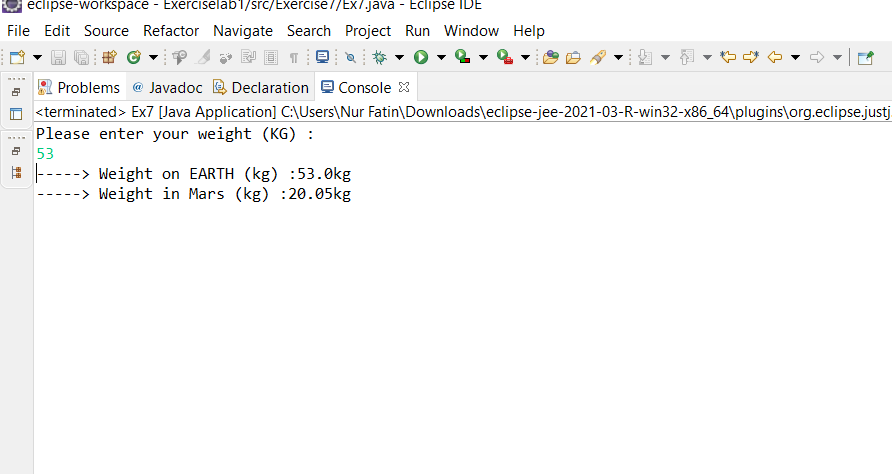 eclipse-workspace - Exerciselab1/src/Exercise7/Ex7.java - Eclipse IDE
File Edit Source Refactor Navigate Search Project Run Window Help
Problems @ Javadoc Declaration Console
<terminated> Ex7 [Java Application] C:\Users\Nur Fatin\Downloads\eclipse-jee-2021-03-R-win32-x86_64\plugins\org.eclipse.justj
Please enter your weight (KG) :
53
-----> Weight on EARTH (kg) :53.0kg
-----> Weight in Mars (kg) :20.05kg